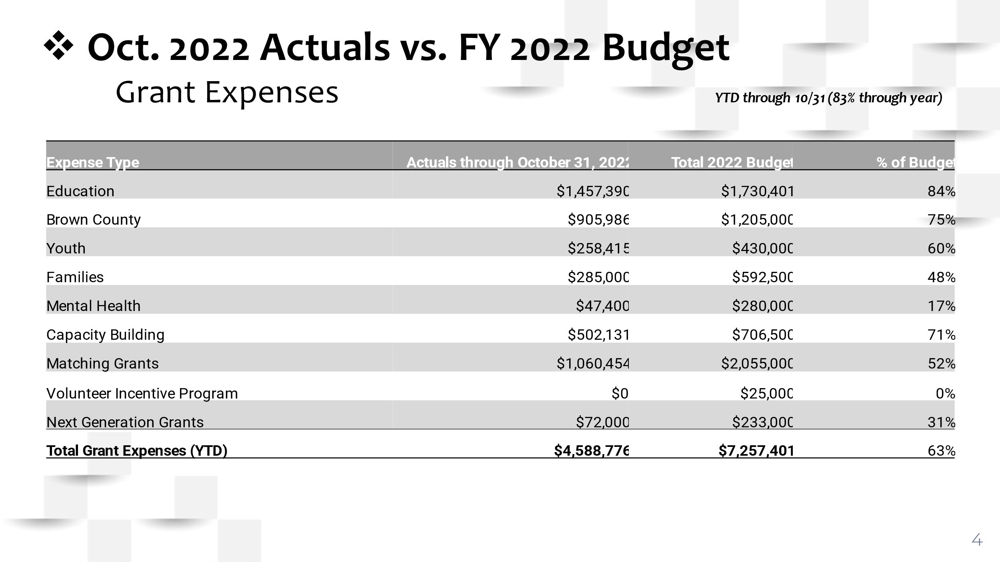 ❖ Oct. 2022 Actuals vs. FY 2022 Budget
Grant Expenses
YTD through 10/31 (83% through year)
Expense Type Actuals through October 31, 2022 Total 2022 Budget % of Budget
Education $1,457,390 $1,730,401 84%
Brown County $905,986 $1,205,000 75%
Youth $258,415 $430,000 60%
Families $285,000 $592,500 48%
Mental Health $47,400 $280,000 17%
Capacity Building $502,131 $706,500 71%
Matching Grants $1,060,454 $2,055,000 52%
Volunteer Incentive Program $0 $25,000 0%
Next Generation Grants $72,000 $233,000 31%
Total Grant Expenses (YTD) $4,588,776 $7,257,401 63%
4